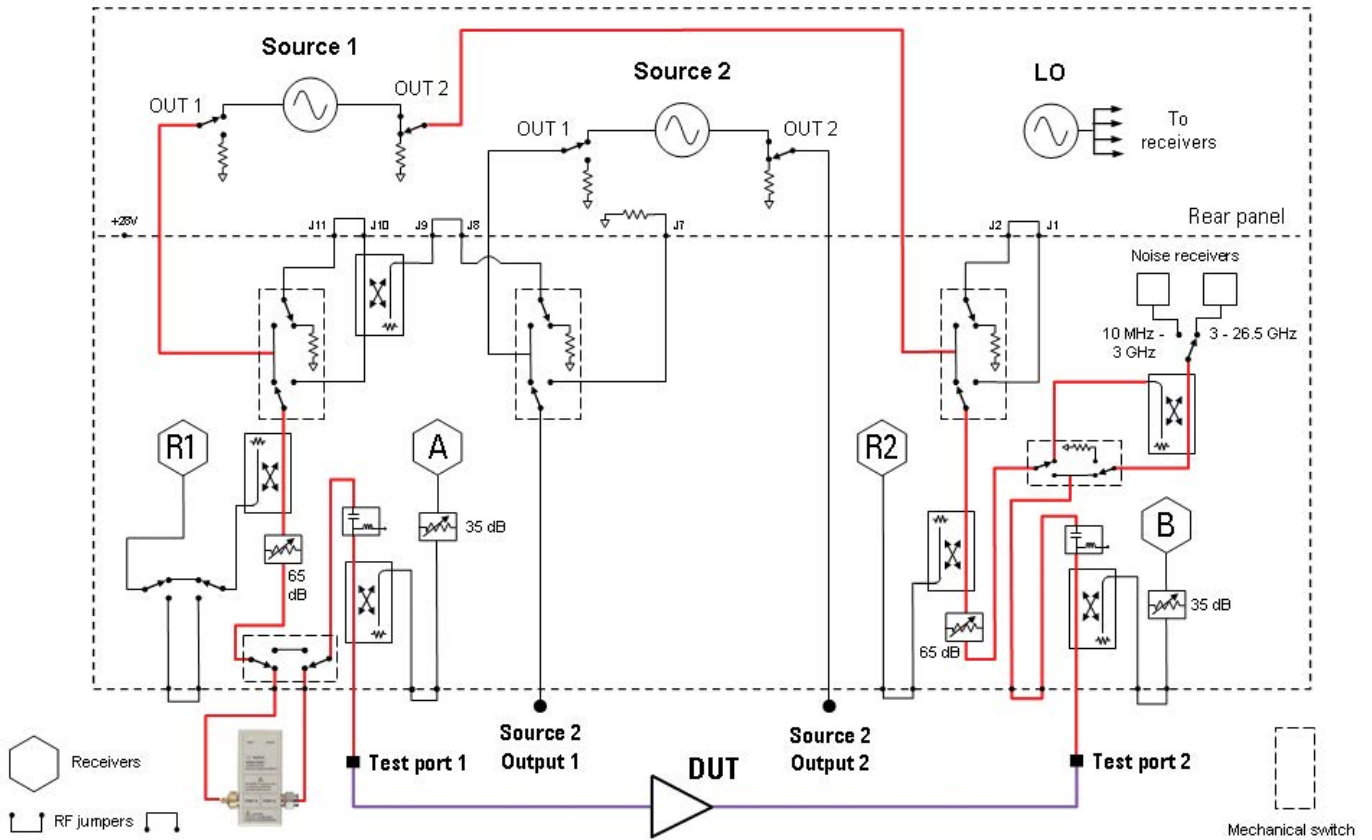 Source 1
Source 2
LO
OUT 1
OUT 2
OUT 1
OUT 2
To
receivers
+28V
J11
J10
J9
J8
J7
J2
J1
Rear panel
Noise receivers
10 MHz -
3 GHz
3 - 26.5 GHz
R1
A
R2
B
35 dB
65
dB
65 dB
35 dB
Source 2
Output 1
Source 2
Output 2
Receivers
Test port 1
DUT
Test port 2
RF jumpers
Mechanical switch